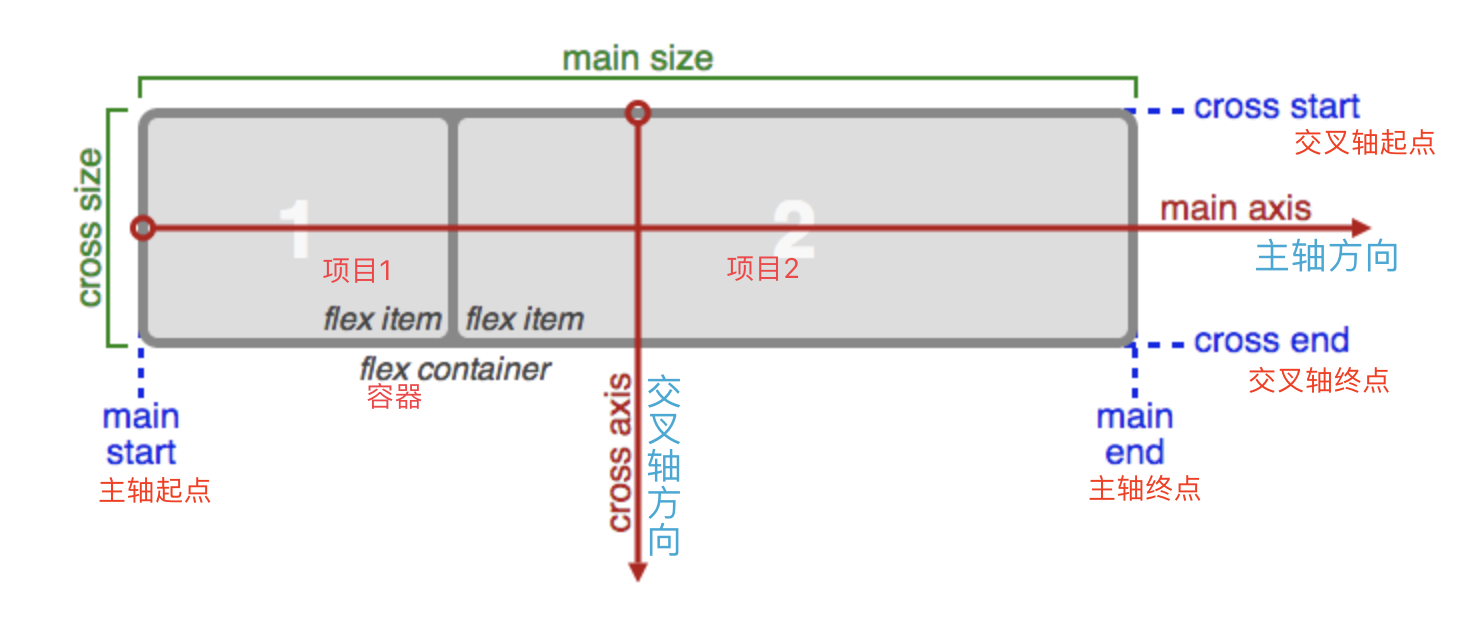 main size
cross start
交叉轴起点
cross size
main axis
主轴方向
1
2
项目1
项目2
flex item
flex item
cross end
交叉轴终点
flex container
容器
cross axis
交叉轴方向
main
start
主轴起点
main
end
主轴终点